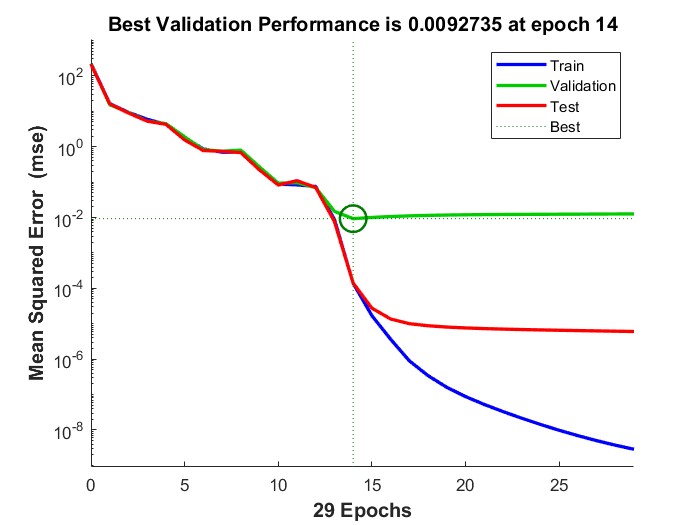 Best Validation Performance is 0.0092735 at epoch 14
Mean Squared Error (mse)
10^2
10^0
10^-2
10^-4
10^-6
10^-8
Train
Validation
Test
Best
0 5 10 15 20 25
29 Epochs